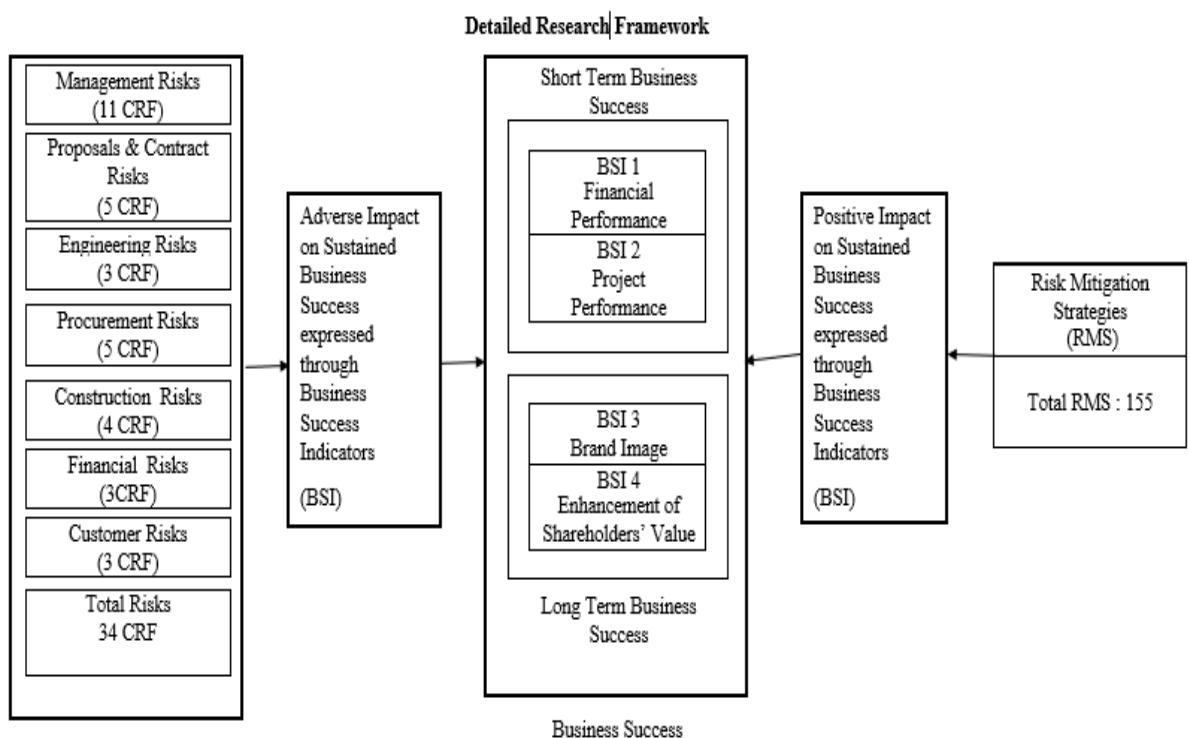 Detailed Research Framework
Management Risks
(11 CRF)
Proposals & Contract
Risks
(5 CRF)
Engineering Risks
(3 CRF)
Procurement Risks
(5 CRF)
Construction Risks
(4 CRF)
Financial Risks
(3CRF)
Customer Risks
(3 CRF)
Total Risks
34 CRF
Adverse Impact
on Sustained
Business
Success
expressed
through
Business
Success
Indicators
(BSI)
Short Term Business
Success
BSI 1
Financial
Performance
BSI 2
Project
Performance
BSI 3
Brand Image
BSI 4
Enhancement of
Shareholders’ Value
Long Term Business
Success
Business Success
Positive Impact
on Sustained
Business
Success
expressed
through
Business
Success
Indicators
(BSI)
Risk Mitigation
Strategies
(RMS)
Total RMS : 155